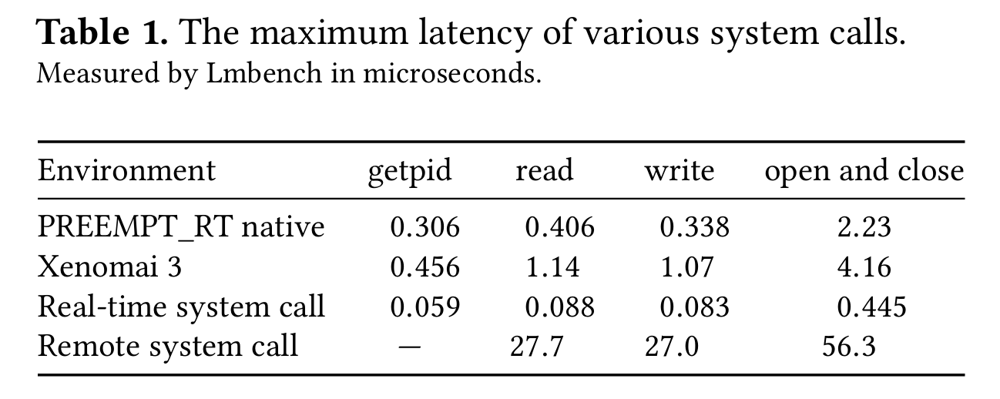 Table 1. The maximum latency of various system calls.
Measured by Lmbench in microseconds.
Environment getpid read write open and close
PREEMPT_RT native 0.306 0.406 0.338 2.23
Xenomai 3 0.456 1.14 1.07 4.16
Real-time system call 0.059 0.088 0.083 0.445
Remote system call — 27.7 27.0 56.3